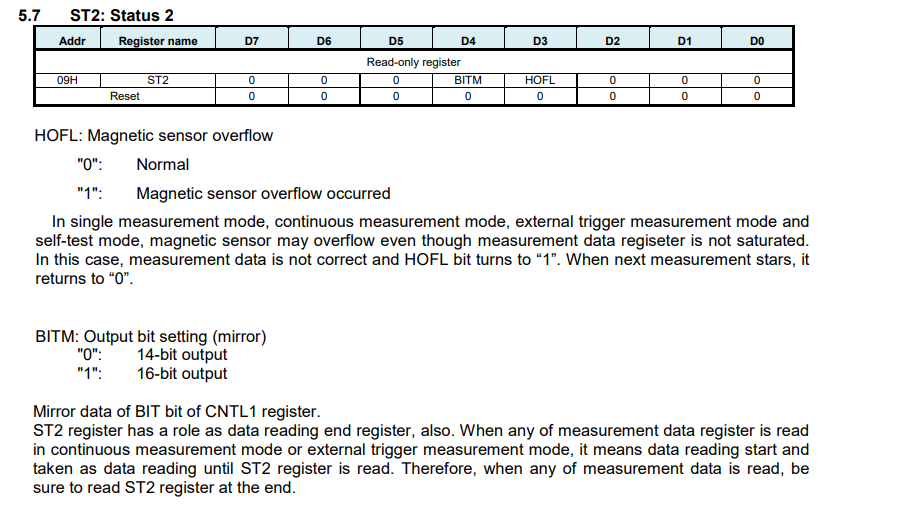 5.7 ST2: Status 2
Addr Register name D7 D6 D5 D4 D3 D2 D1 D0
Read-only register
09H ST2 0 0 0 BITM HOFL 0 0 0
Reset 0 0 0 0 0 0 0 0
HOFL: Magnetic sensor overflow
"0": Normal
"1": Magnetic sensor overflow occurred
In single measurement mode, continuous measurement mode, external trigger measurement mode and
self-test mode, magnetic sensor may overflow even though measurement data regiseter is not saturated.
In this case, measurement data is not correct and HOFL bit turns to “1”. When next measurement stars, it
returns to “0”.
BITM: Output bit setting (mirror)
"0": 14-bit output
"1": 16-bit output
Mirror data of BIT bit of CNTL1 register.
ST2 register has a role as data reading end register, also. When any of measurement data register is read
in continuous measurement mode or external trigger measurement mode, it means data reading start and
taken as data reading until ST2 register is read. Therefore, when any of measurement data is read, be
sure to read ST2 register at the end.